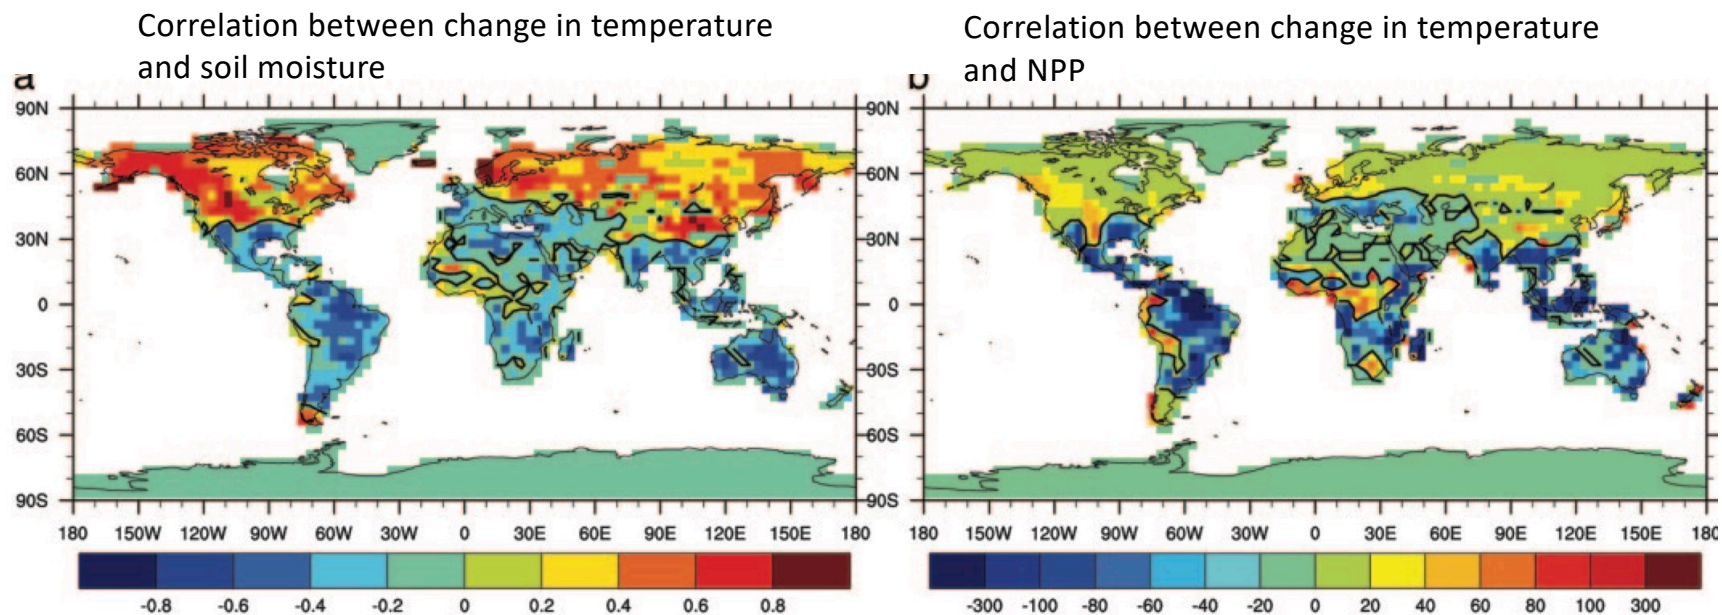 Correlation between change in temperature
and soil moisture
Correlation between change in temperature
and NPP
a
b
90N
60N
30N
0
30S
60S
90S
180 150W 120W 90W 60W 30W 0 30E 60E 90E 120E 150E 180
-0.8 -0.6 -0.4 -0.2 0 0.2 0.4 0.6 0.8
90N
60N
30N
0
30S
60S
90S
180 150W 120W 90W 60W 30W 0 30E 60E 90E 120E 150E 180
-300 -100 -80 -60 -40 -20 0 20 40 60 80 100 300